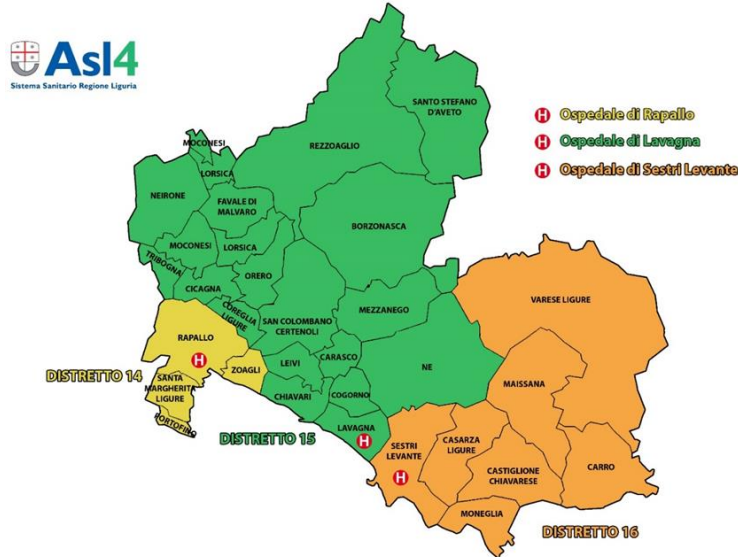 Asl4
Sistema Sanitario Regione Liguria
H Ospedale di Rapallo
H Ospedale di Lavagna
H Ospedale di Sestri Levante
SANTO STEFANO
D'AVETO
REZZOAGLIO
MOCONESI
LORSICA
NEIRONE
FAVALE DI
MALVARO
BORZONASCA
MOCONESI
LORSICA
TRIBOGNA
ORERO
CICAGNA
VARESE LIGURE
MEZZANEGO
COREGLIA
LIGURE
SAN COLOMBANO
CERTENOLI
RAPALLO
H
ZOAGLI
LEIVI
CARASCO
NE
MAISSANA
DISTRETTO 14
SANTA
MARGHERITA
LIGURE
CHIAVARI
COGORNO
PORTOFINO
DISTRETTO 15
LAVAGNA
H
SESTRI
LEVANTE
H
CASARZA
LIGURE
CASTIGLIONE
CHIAVARESE
CARRO
MONEGLIA
DISTRETTO 16